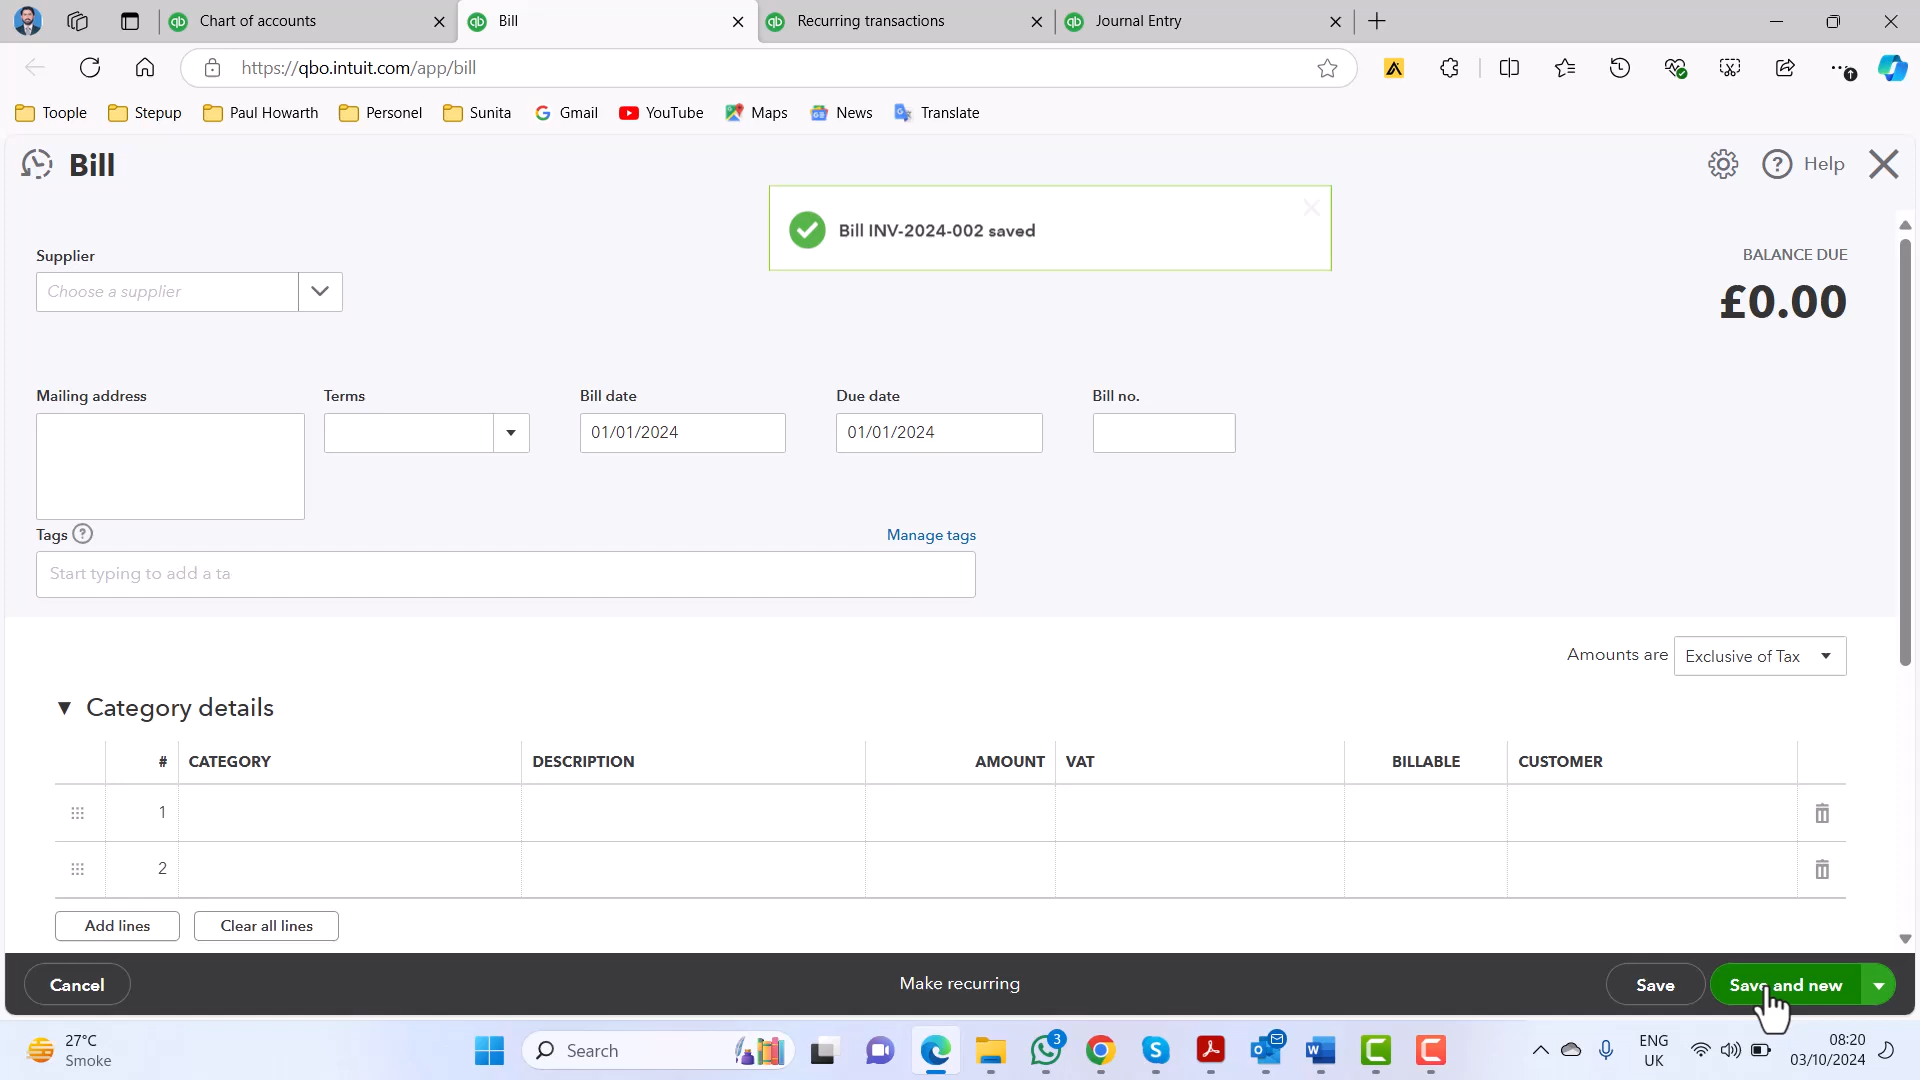 Chart of accounts
Bill
Recurring transactions
Journal Entry
https://qbo.intuit.com/app/bill
Toople
Stepup
Paul Howarth
Personel
Sunita
Gmail
YouTube
Maps
News
Translate
Bill
Help
Bill INV-2024-002 saved
Supplier
Choose a supplier
BALANCE DUE
£0.00
Mailing address
Terms
Bill date
Due date
Bill no.
01/01/2024
01/01/2024
Tags
Manage tags
Start typing to add a ta
Amounts are
Exclusive of Tax
Category details
# CATEGORY DESCRIPTION AMOUNT VAT BILLABLE CUSTOMER
1
2
Add lines
Clear all lines
Cancel
Make recurring
Save
Save and new
27°C
Smoke
Search
3
ENG
UK
08:20
03/10/2024